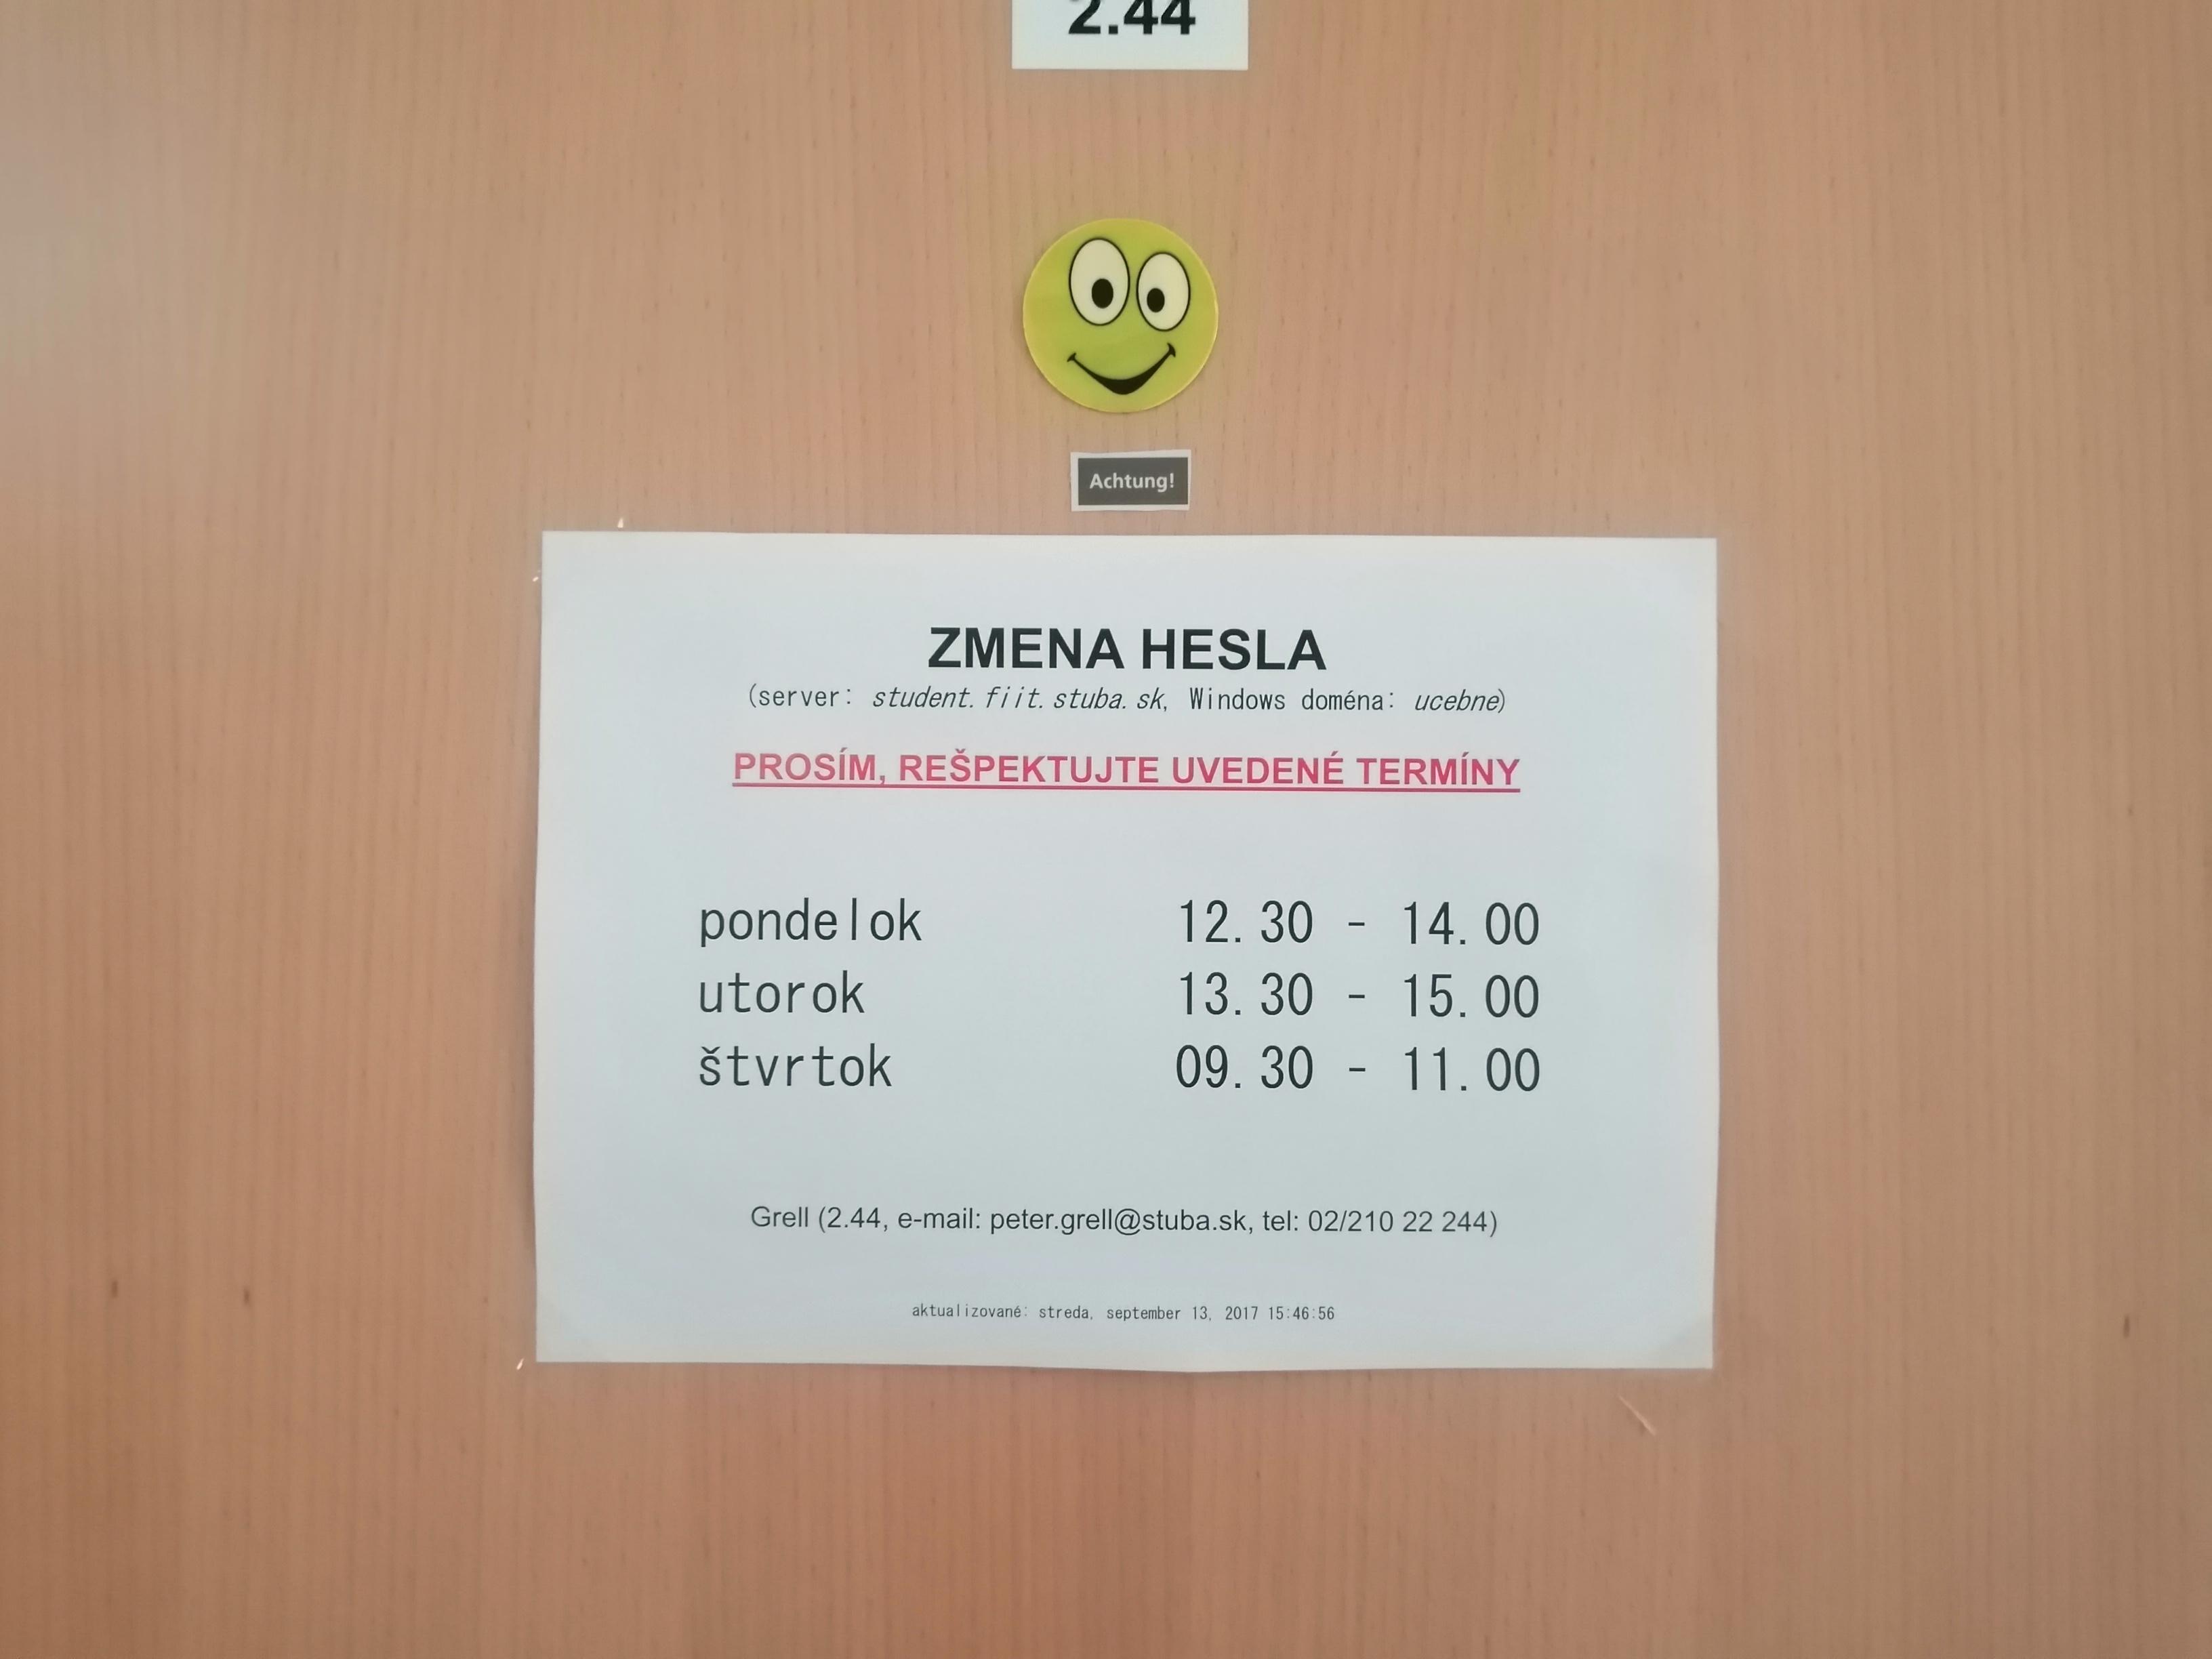 2.44
Achtung!
ZMENA HESLA
(server: student.fiit.stuba.sk, Windows doména: ucebne)
PROSÍM, REŠPEKTUJTE UVEDENÉ TERMÍNY
pondelok 12.30 - 14.00
utorok 13.30 - 15.00
štvrtok 09.30 - 11.00
Grell (2.44, e-mail: peter.grell@stuba.sk, tel: 02/210 22 244)
aktualizované: streda, september 13, 2017 15:46:56